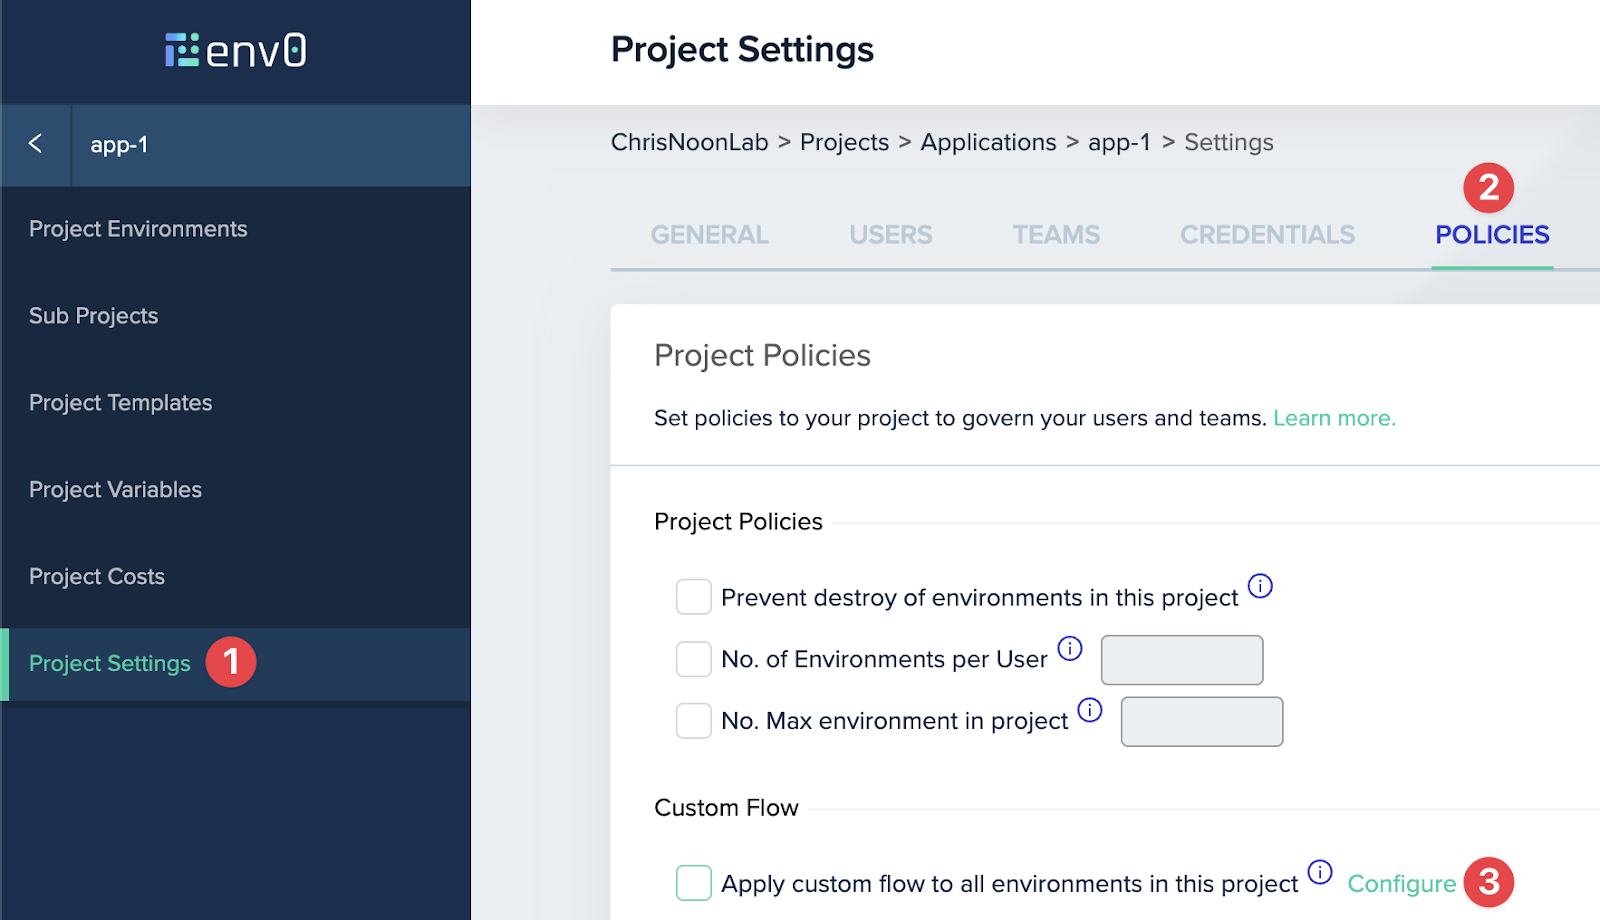 env0
Project Settings
< app-1
ChrisNoonLab > Projects > Applications > app-1 > Settings
2
GENERAL USERS TEAMS CREDENTIALS POLICIES
Project Environments
Sub Projects
Project Templates
Project Variables
Project Costs
Project Settings 1
Project Policies
Set policies to your project to govern your users and teams. Learn more.
Project Policies
Prevent destroy of environments in this project i
No. of Environments per User i
No. Max environment in project i
Custom Flow
Apply custom flow to all environments in this project i Configure 3